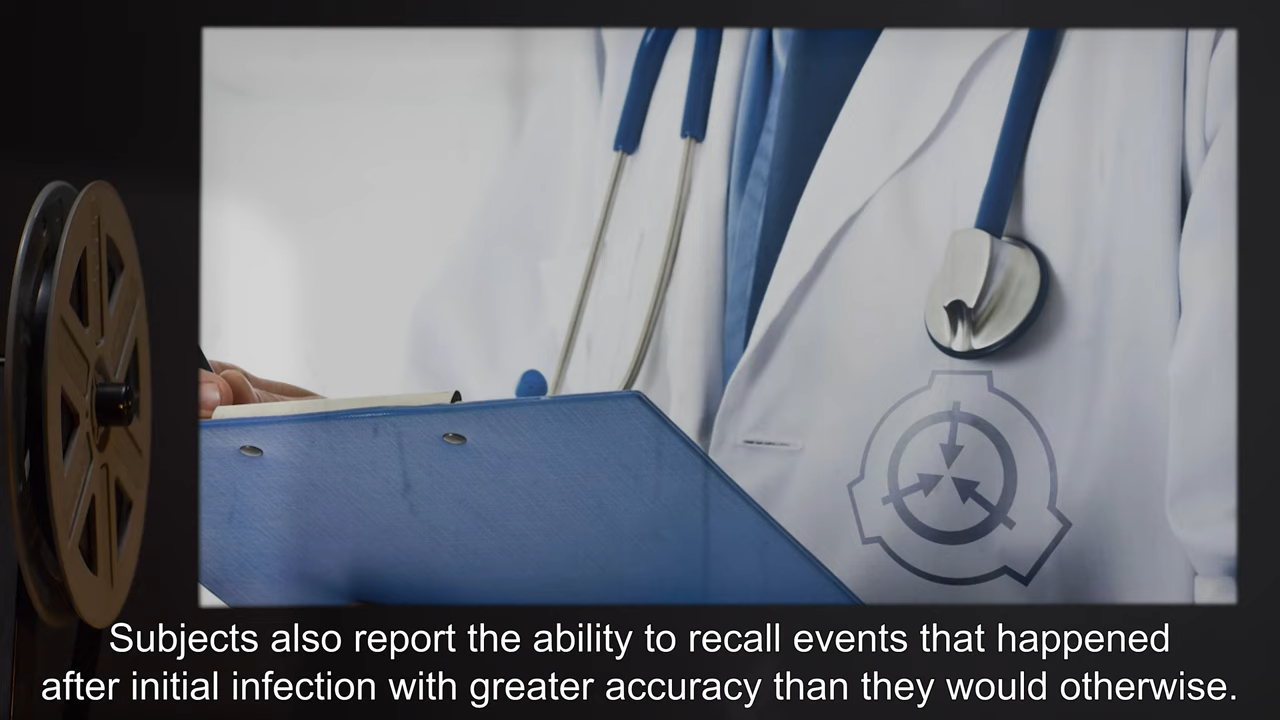 Subjects also report the ability to recall events that happened
after initial infection with greater accuracy than they would otherwise.